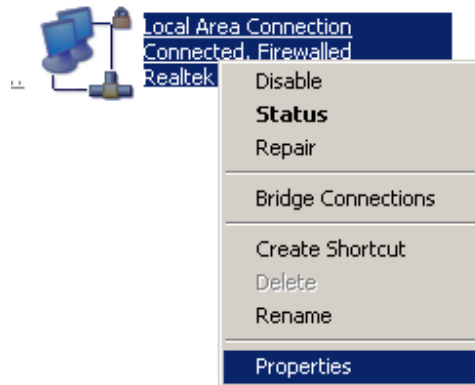 Local Area Connection
Connected, Firewalled
Realtek
Disable
Status
Repair
Bridge Connections
Create Shortcut
Delete
Rename
Properties